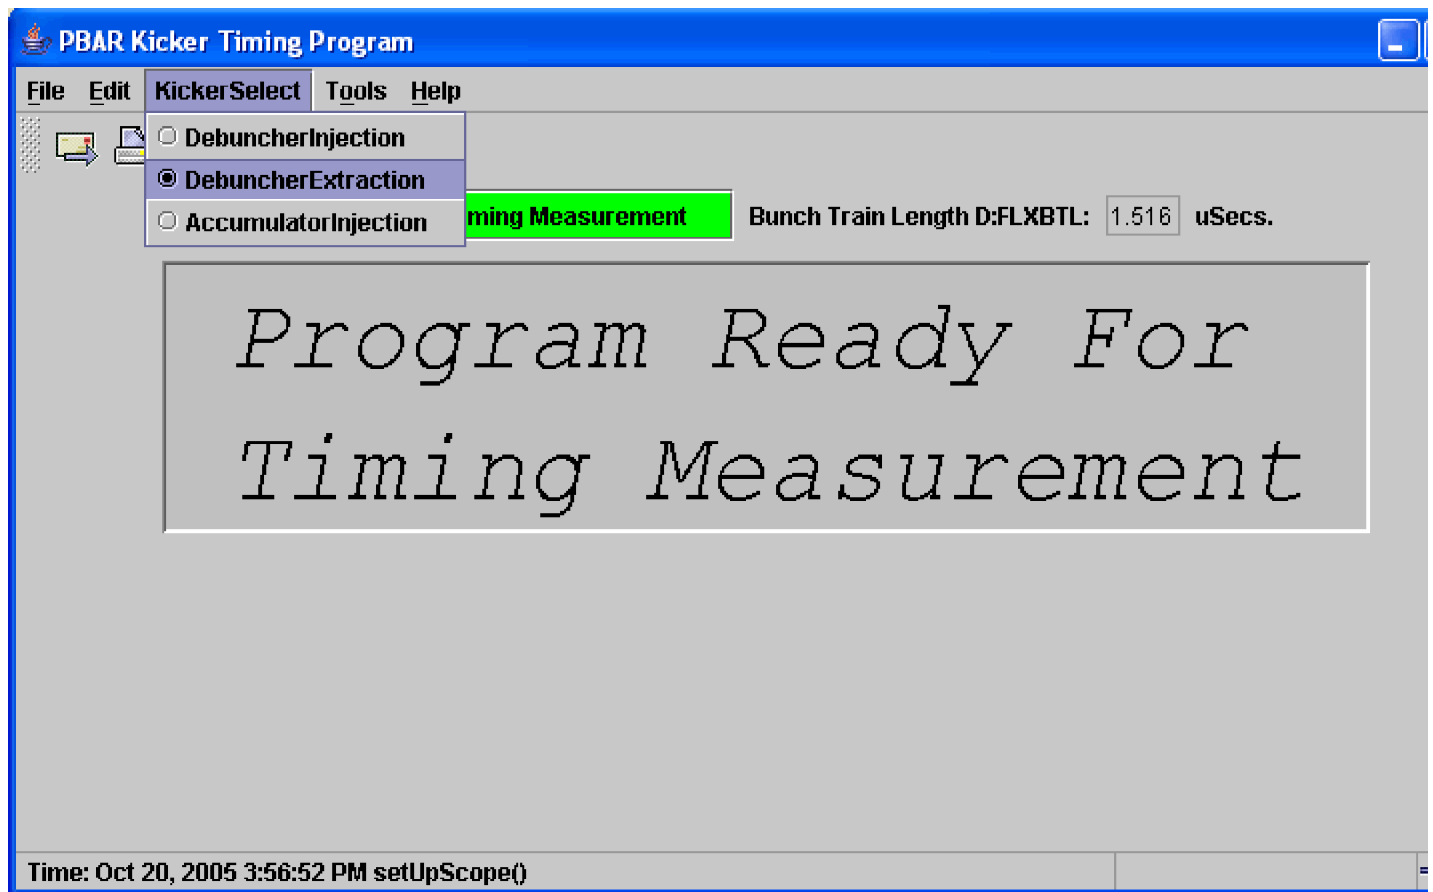 PBAR Kicker Timing Program
File Edit KickerSelect Tools Help
DebuncherInjection
DebuncherExtraction
AccumulatorInjection
Measurement Bunch Train Length D:FLXBTL: 1.516 uSecs.
Program Ready For
Timing Measurement
Time: Oct 20, 2005 3:56:52 PM setUpScope()